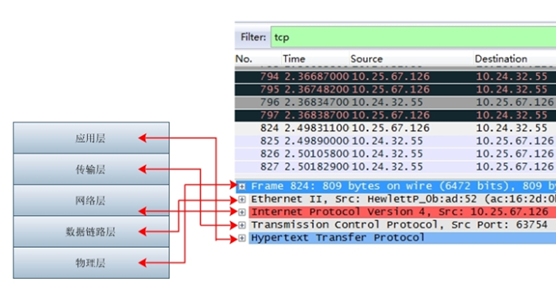 Filter: tcp
No. Time Source Destination
794 2.36687000 10.25.67.126 10.24.32.55
795 2.36748200 10.25.67.126 10.24.32.55
796 2.36834700 10.24.32.55 10.25.67.126
797 2.36838700 10.25.67.126 10.24.32.55
824 2.49831100 10.25.67.126 10.24.32.55
825 2.49890000 10.24.32.55 10.25.67.126
826 2.50105800 10.24.32.55 10.25.67.126
827 2.50182900 10.24.32.55 10.25.67.126
应用层
传输层
网络层
数据链路层
物理层
Frame 824: 809 bytes on wire (6472 bits), 809 by
Ethernet II, Src: HewlettP_0b:ad:52 (ac:16:2d:0b
Internet Protocol Version 4, Src: 10.25.67.126
Transmission Control Protocol, Src Port: 63754
Hypertext Transfer Protocol